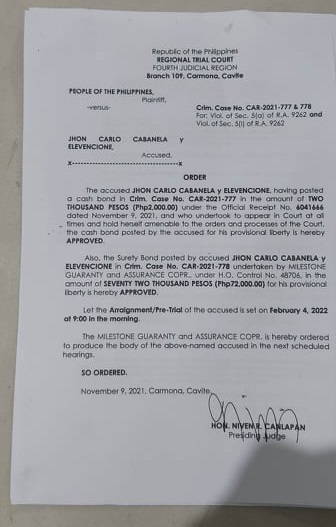 Republic of the Philippines
REGIONAL TRIAL COURT
FOURTH JUDICIAL REGION
Branch 109, Carmona, Cavite
PEOPLE OF THE PHILIPPINES,
Plaintiff,
-versus-
Crim. Case No. CAR-2021-777 & 778
For: Viol. of Sec. 5(a) of R.A. 9262 and
Viol. of Sec. 5(i) of R.A. 9262
JHON CARLO CABANELA y
ELEVENCIONE,
Accused.
x-------------------------------x
ORDER
The accused JHON CARLO CABANELA y ELEVENCIONE, having posted
a cash bond in Crim. Case No. CAR-2021-777 in the amount of TWO
THOUSAND PESOS (Php2,000.00) under the Official Receipt No. 6041666
dated November 9, 2021, and who undertook to appear in Court at all
times and hold herself amenable to the orders and processes of the Court,
the cash bond posted by the accused for his provisional liberty is hereby
APPROVED.
Also, the Surety Bond posted by accused JHON CARLO CABANELA y
ELEVENCIONE in Crim. Case No. CAR-2021-778 undertaken by MILESTONE
GUARANTY and ASSURANCE COPR., under H.O. Control No. 48706, in the
amount of SEVENTY TWO THOUSAND PESOS (Php72,000.00) for his provisional
liberty is hereby APPROVED.
Let the Arraignment/Pre-Trial of the accused is set on February 4, 2022
at 9:00 in the morning.
The MILESTONE GUARANTY and ASSURANCE COPR. is hereby ordered
to produce the body of the above-named accused in the next scheduled
hearings.
SO ORDERED.
November 9, 2021, Carmona, Cavite.
HON. NIVEN R. CANLAPAN
Presiding Judge